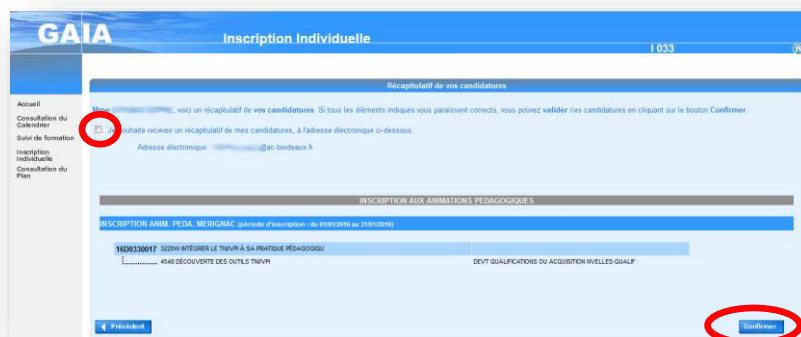 GAIA
Inscription Individuelle
I 033
Récapitulatif de vos candidatures
Accueil
Consultation du
Calendrier
Suivi de formation
Inscription
Individuelle
Consultation du
Plan
Mme , voici un récapitulatif de vos candidatures. Si tous les éléments indiqués vous paraissent corrects, vous pouvez valider ces candidatures en cliquant sur le bouton Confirmer.
Je souhaite recevoir un récapitulatif de mes candidatures, à l'adresse électronique ci-dessous.
Adresse électronique @ac-bordeaux.fr
INSCRIPTION AUX ANIMATIONS PEDAGOGIQUES
INSCRIPTION ANIM. PEDA. MERIGNAC (période d'inscription : du 01/01/2016 au 31/01/2016)
16D0330017 3220W INTÉGRER LE TNI/VPI À SA PRATIQUE PÉDAGOGIQU
4548 DÉCOUVERTE DES OUTILS TNI/VPI DEVT QUALIFICATIONS OU ACQUISITION NVELLES QUALIF
Précédent
Confirmer